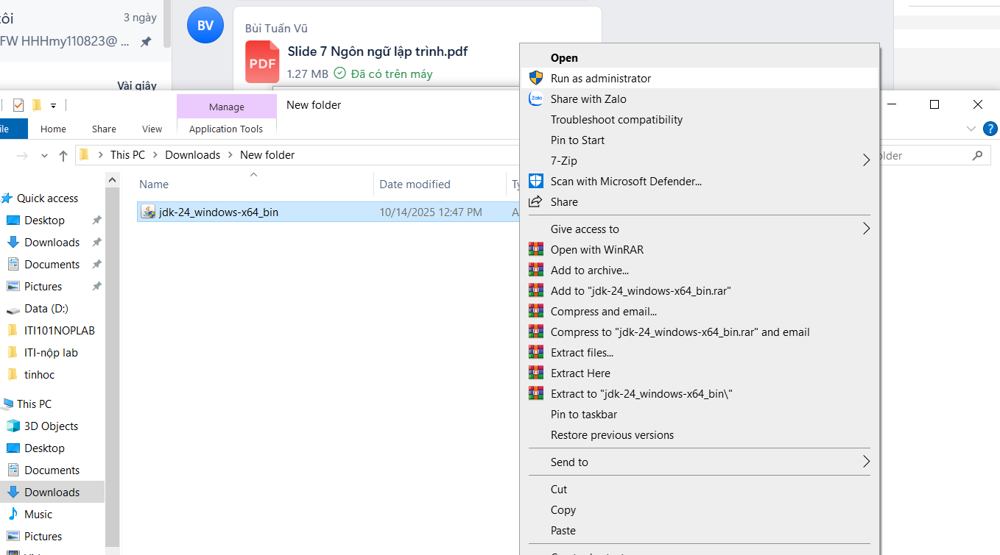 3 ngày
FW HHHmy110823@ ...
Vài giây
BV
Bùi Tuấn Vũ
PDF
Slide 7 Ngôn ngữ lập trình.pdf
1.27 MB Đã có trên máy
Manage
New folder
Home
Share
View
Application Tools
?
This PC > Downloads > New folder
Name
Date modified
Quick access
Desktop
Downloads
Documents
Pictures
Data (D:)
ITI101NOPLAB
ITI-nộp lab
tinhoc
This PC
3D Objects
Desktop
Documents
Downloads
Music
Pictures
jdk-24_windows-x64_bin
10/14/2025 12:47 PM
Open
Run as administrator
Zalo
Share with Zalo
Troubleshoot compatibility
Pin to Start
7-Zip
Scan with Microsoft Defender...
Share
Give access to
Open with WinRAR
Add to archive...
Add to "jdk-24_windows-x64_bin.rar"
Compress and email...
Compress to "jdk-24_windows-x64_bin.rar" and email
Extract files...
Extract Here
Extract to "jdk-24_windows-x64_bin\"
Pin to taskbar
Restore previous versions
Send to
Cut
Copy
Paste